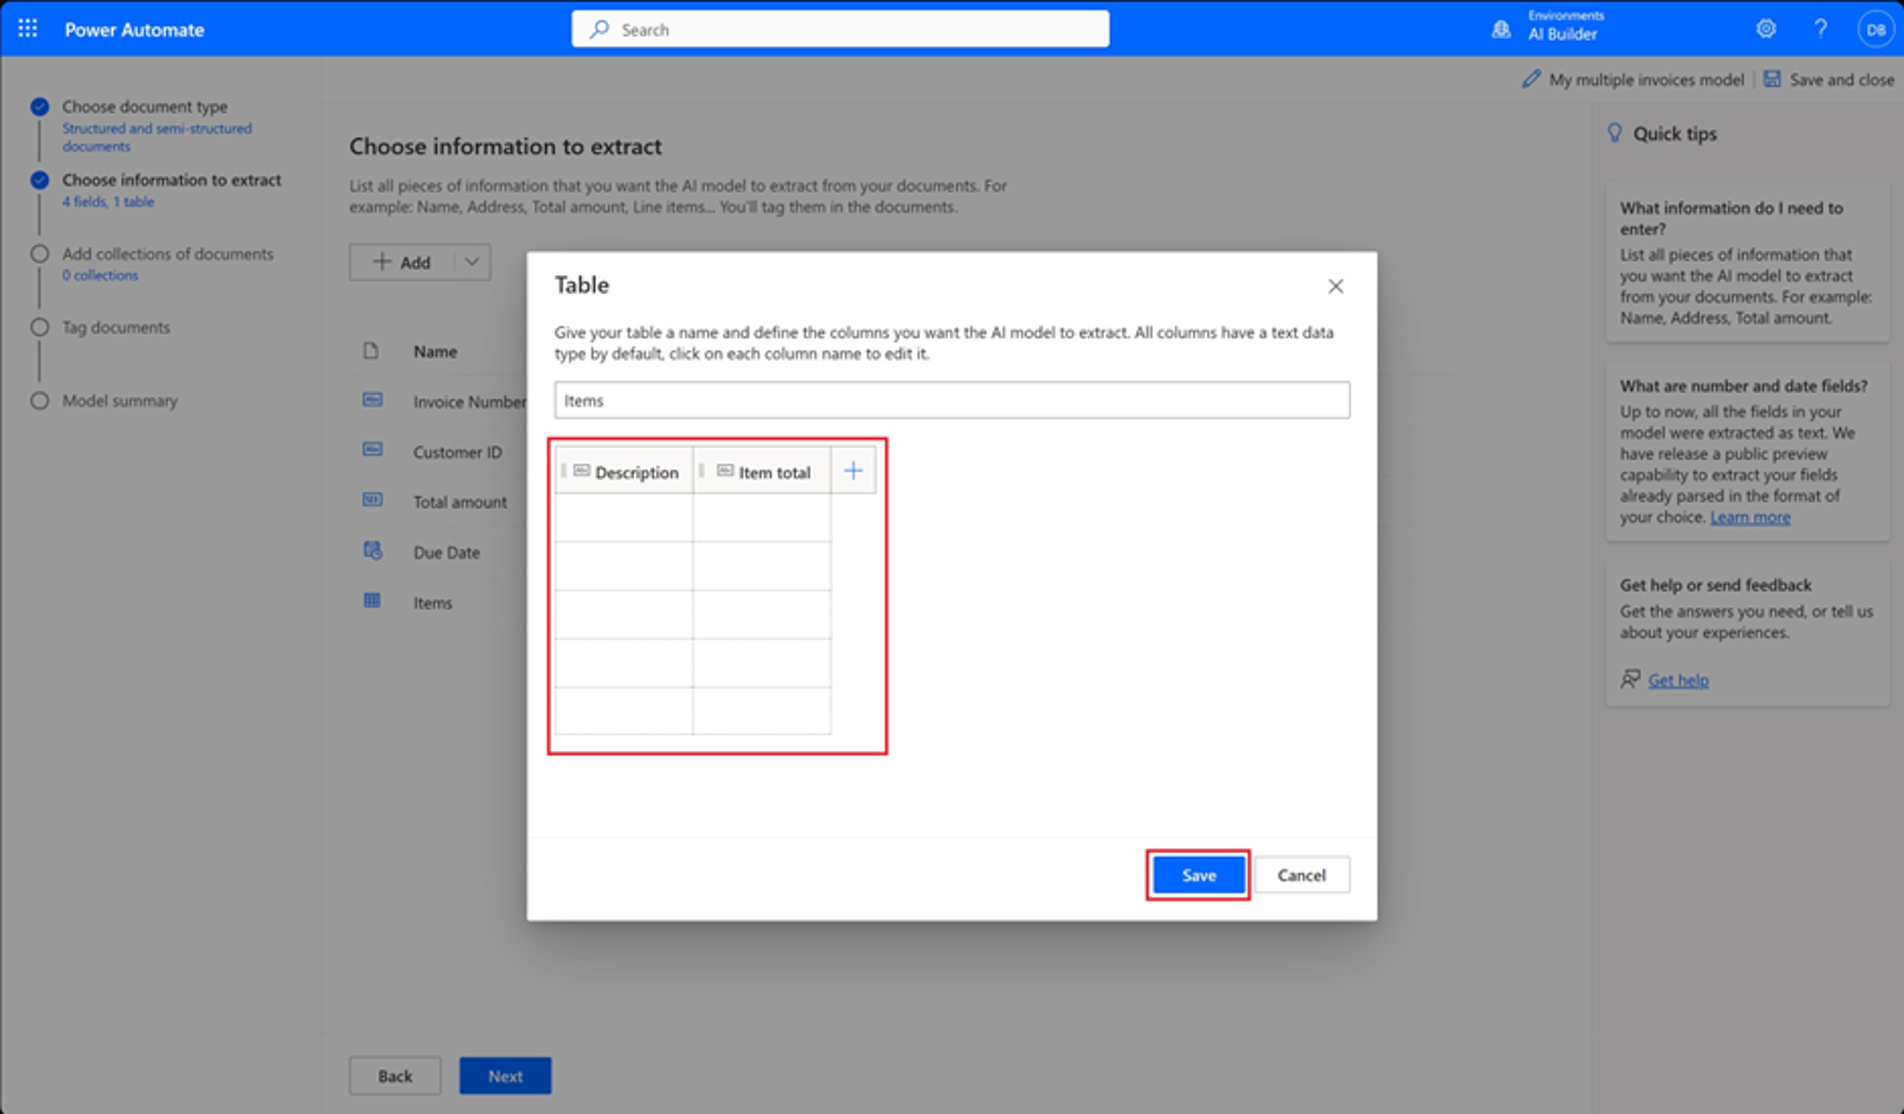 Power Automate
Search
Environments
AI Builder
?
DB
My multiple invoices model
Save and close
Choose document type
Structured and semi-structured
documents
Choose information to extract
4 fields, 1 table
Add collections of documents
0 collections
Tag documents
Model summary
Choose information to extract
List all pieces of information that you want the AI model to extract from your documents. For
example: Name, Address, Total amount, Line items... You'll tag them in the documents.
Add
Name
Invoice Number
Customer ID
Total amount
Due Date
Items
Table
Give your table a name and define the columns you want the AI model to extract. All columns have a text data
type by default, click on each column name to edit it.
Items
Abc Description
Abc Item total
Save
Cancel
Back
Next
Quick tips
What information do I need to
enter?
List all pieces of information that
you want the AI model to extract
from your documents. For example:
Name, Address, Total amount.
What are number and date fields?
Up to now, all the fields in your
model were extracted as text. We
have release a public preview
capability to extract your fields
already parsed in the format of
your choice. Learn more
Get help or send feedback
Get the answers you need, or tell us
about your experiences.
Get help